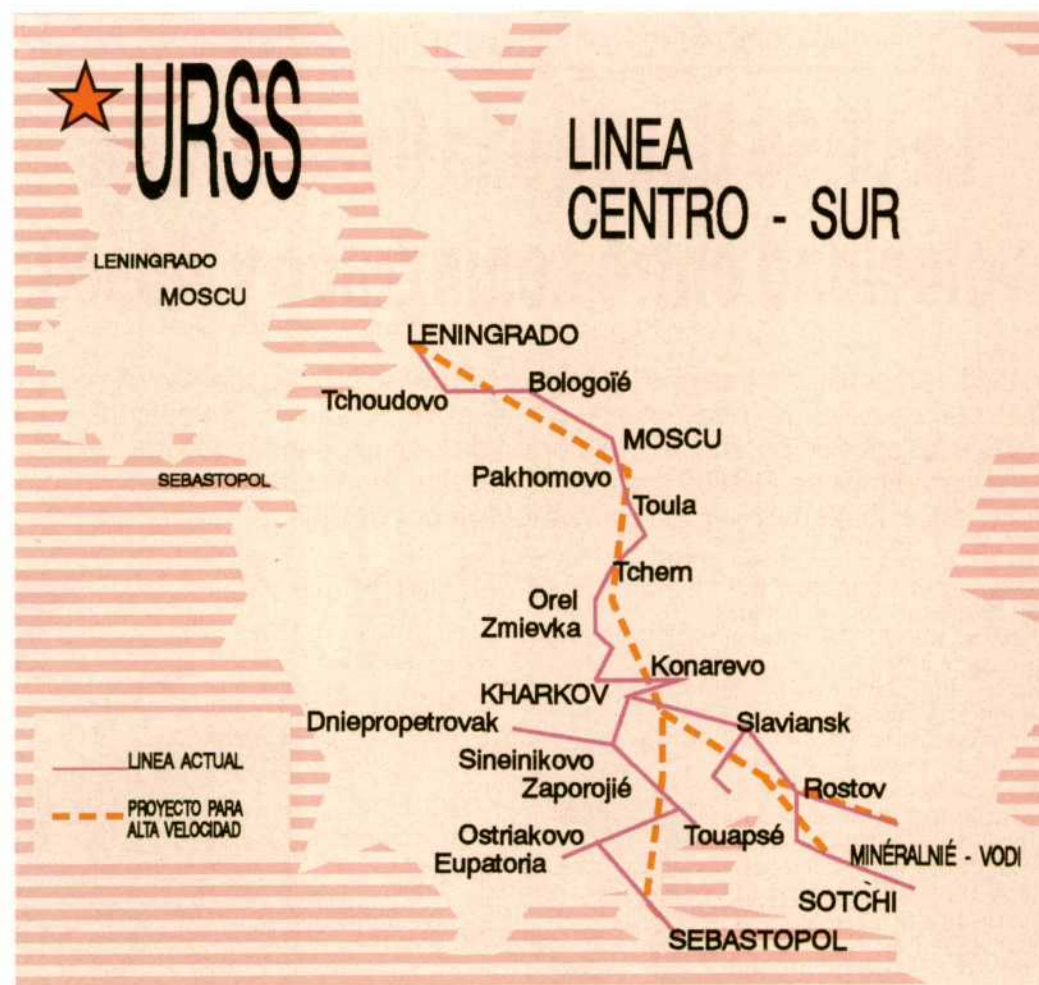 URSS
LINEA
CENTRO - SUR
LENINGRADO
MOSCU
SEBASTOPOL
LENINGRADO
Tchoudovo
Bologoïé
MOSCU
Pakhomovo
Toula
Tchern
Orel
Zmievka
Konarevo
KHARKOV
Dniepropetrovak
Slaviansk
Sineinikovo
Zaporojié
Rostov
Ostriakovo
Touapsé
Eupatoria
MINÉRALNIÉ - VODI
SOTCHI
SEBASTOPOL
LINEA ACTUAL
PROYECTO PARA
ALTA VELOCIDAD